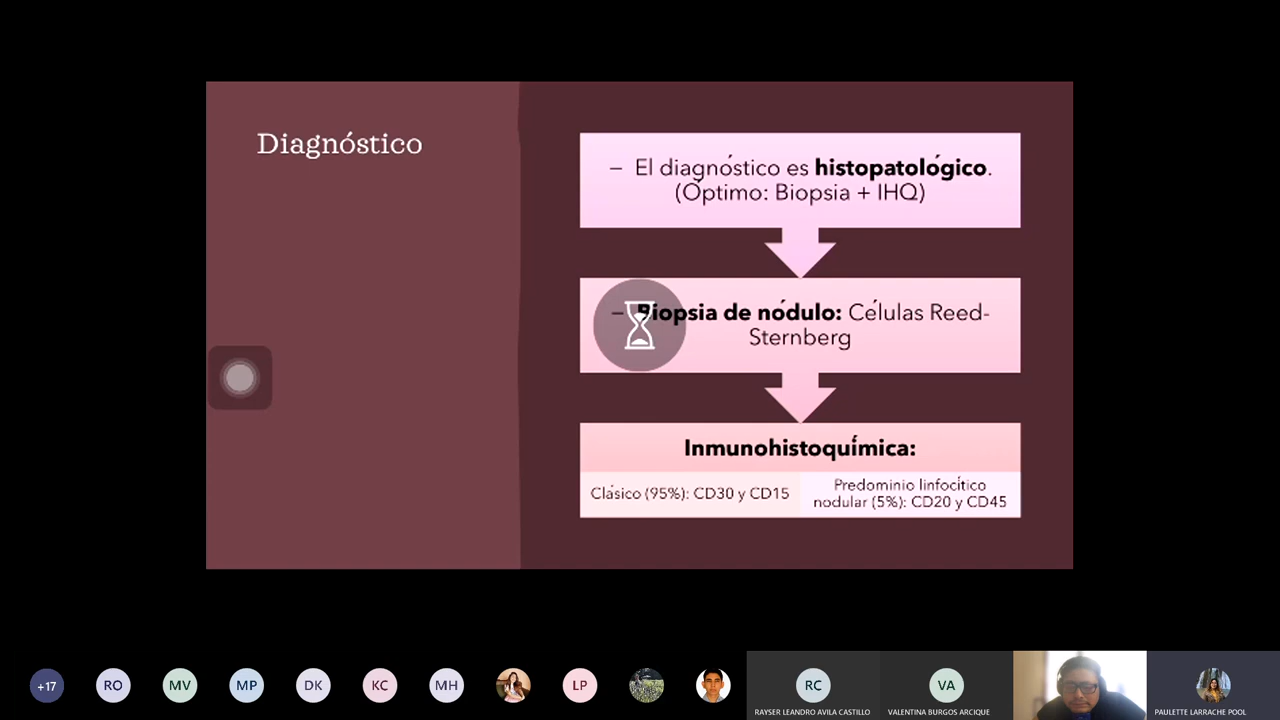 Diagnóstico
– El diagnóstico es histopatológico.
(Óptimo: Biopsia + IHQ)
– Biopsia de nódulo: Células Reed-
Sternberg
Inmunohistoquímica:
Clásico (95%): CD30 y CD15
Predominio linfocítico
nodular (5%): CD20 y CD45
+17
RO
MV
MP
DK
KC
MH
LP
RC
VA
RAYSER LEANDRO AVILA CASTILLO
VALENTINA BURGOS ARCIQUE
PAULETTE LARRACHE POOL